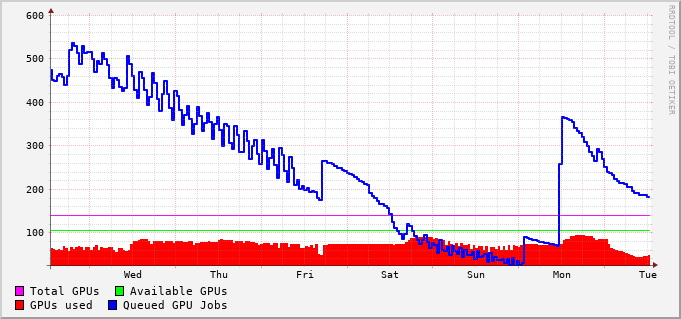 600
500
400
300
200
100
Wed Thu Fri Sat Sun Mon Tue
Total GPUs Available GPUs
GPUs used Queued GPU Jobs
RRDTOOL / TOBI OETIKER